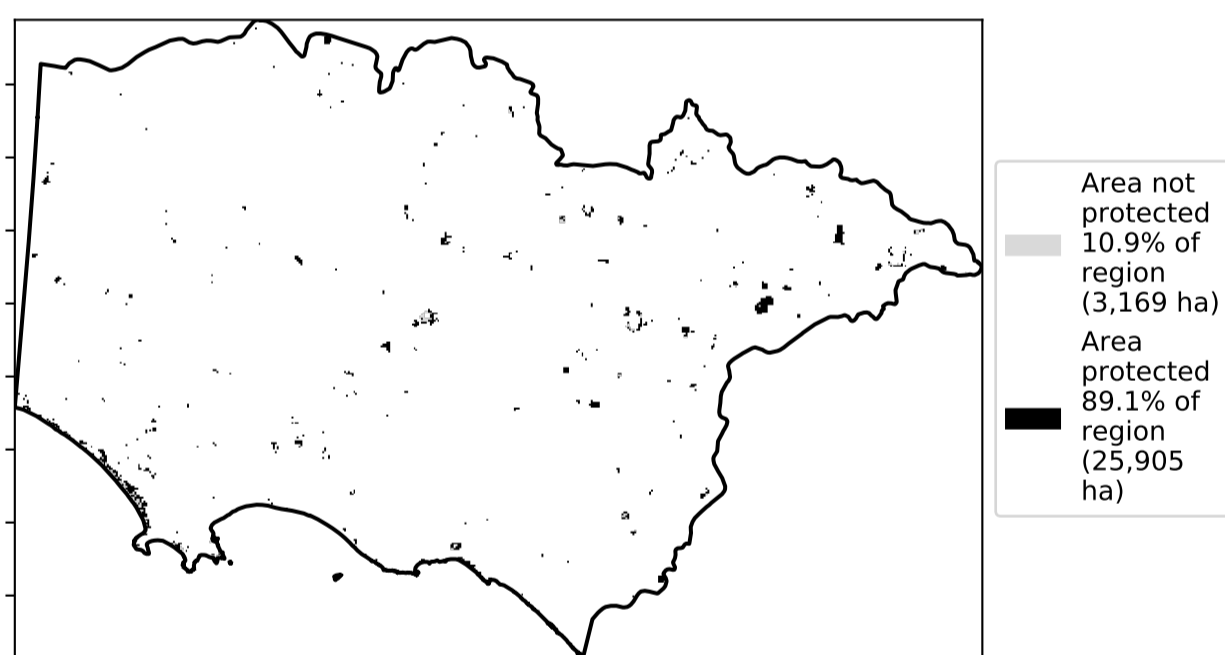 Area not
protected
10.9% of
region
(3,169 ha)
Area
protected
89.1% of
region
(25,905
ha)